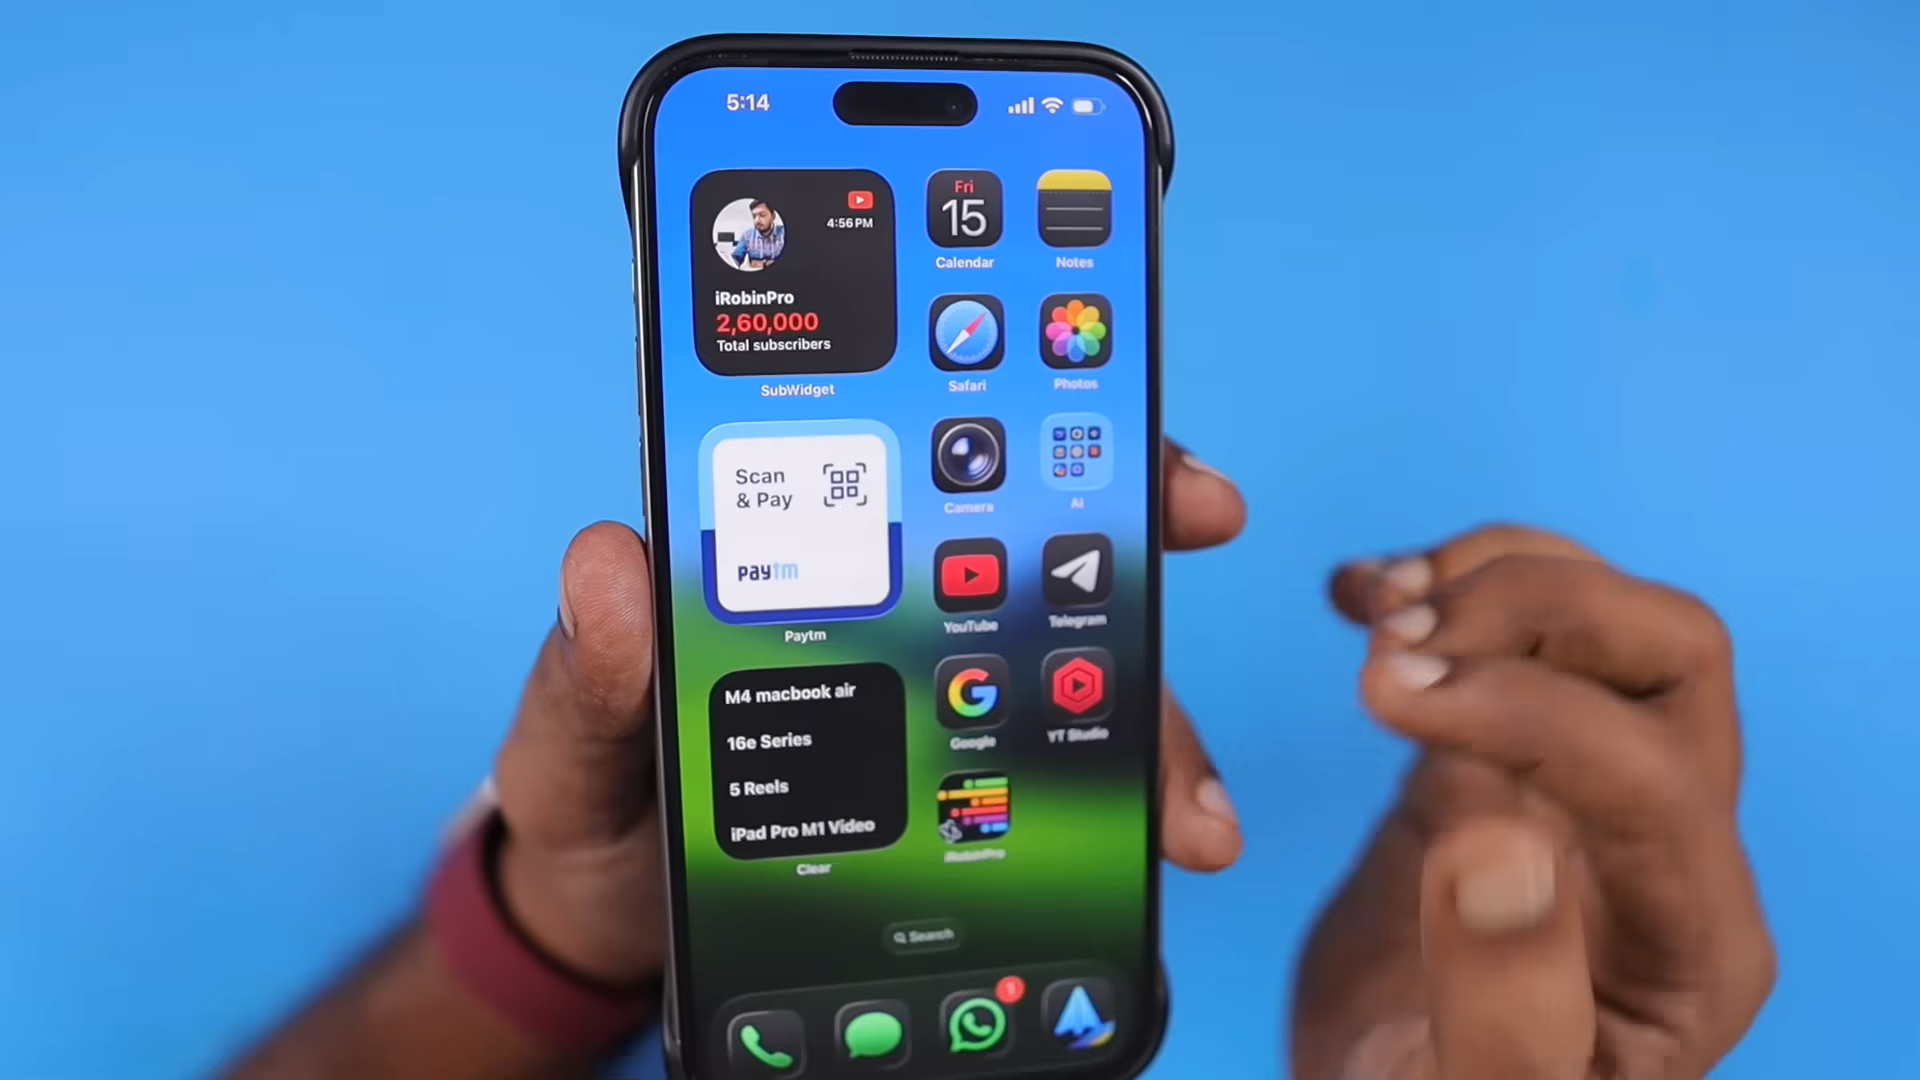 5:14
4:56 PM
iRobinPro
2,60,000
Total subscribers
SubWidget
Fri
15
Calendar
Notes
Safari
Photos
Scan
& Pay
paytm
Paytm
Camera
AI
YouTube
Telegram
M4 macbook air
16e Series
5 Reels
iPad Pro M1 Video
Clear
Google
YT Studio
iRobinPro
Search
1